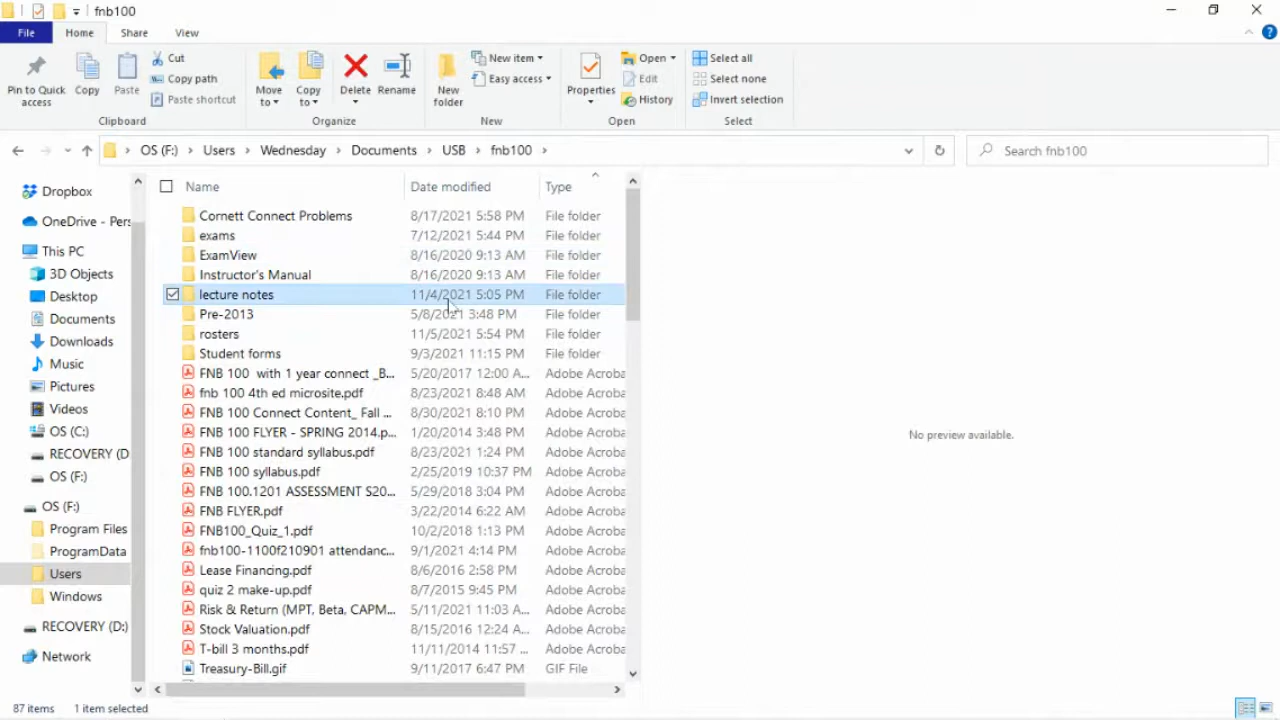 fnb100
File Home Share View
Pin to Quick access
Copy
Paste
Cut
Copy path
Paste shortcut
Clipboard
Move to
Copy to
Delete
Rename
Organize
New folder
New item
Easy access
New
Properties
Open
Edit
History
Open
Select all
Select none
Invert selection
Select
OS (F:) Users Wednesday Documents USB fnb100
Search fnb100
Dropbox
OneDrive - Pers
This PC
3D Objects
Desktop
Documents
Downloads
Music
Pictures
Videos
OS (C:)
RECOVERY (D
OS (F:)
OS (F:)
Program Files
ProgramData
Users
Windows
RECOVERY (D:)
Network
Name Date modified Type
Cornett Connect Problems 8/17/2021 5:58 PM File folder
exams 7/12/2021 5:44 PM File folder
ExamView 8/16/2020 9:13 AM File folder
Instructor's Manual 8/16/2020 9:13 AM File folder
lecture notes 11/4/2021 5:05 PM File folder
Pre-2013 5/8/2021 3:48 PM File folder
rosters 11/5/2021 5:54 PM File folder
Student forms 9/3/2021 11:15 PM File folder
FNB 100 with 1 year connect _B... 5/20/2017 12:00 A... Adobe Acroba
fnb 100 4th ed microsite.pdf 8/23/2021 8:48 AM Adobe Acroba
FNB 100 Connect Content_ Fall ... 8/30/2021 8:10 PM Adobe Acroba
FNB 100 FLYER - SPRING 2014.p... 1/20/2014 3:48 PM Adobe Acroba
FNB 100 standard syllabus.pdf 8/23/2021 1:24 PM Adobe Acroba
FNB 100 syllabus.pdf 2/25/2019 10:37 PM Adobe Acroba
FNB 100.1201 ASSESSMENT S20... 5/29/2018 3:04 PM Adobe Acroba
FNB FLYER.pdf 3/22/2014 6:22 AM Adobe Acroba
FNB100_Quiz_1.pdf 10/2/2018 1:13 PM Adobe Acroba
fnb100-1100f210901 attendanc... 9/1/2021 4:14 PM Adobe Acroba
Lease Financing.pdf 8/6/2016 2:58 PM Adobe Acroba
quiz 2 make-up.pdf 8/7/2015 9:45 PM Adobe Acroba
Risk & Return (MPT, Beta, CAPM... 5/11/2021 11:03 A... Adobe Acroba
Stock Valuation.pdf 8/15/2016 12:24 A... Adobe Acroba
T-bill 3 months.pdf 11/11/2014 11:57 ... Adobe Acroba
Treasury-Bill.gif 9/11/2017 6:47 PM GIF File
No preview available.
87 items 1 item selected